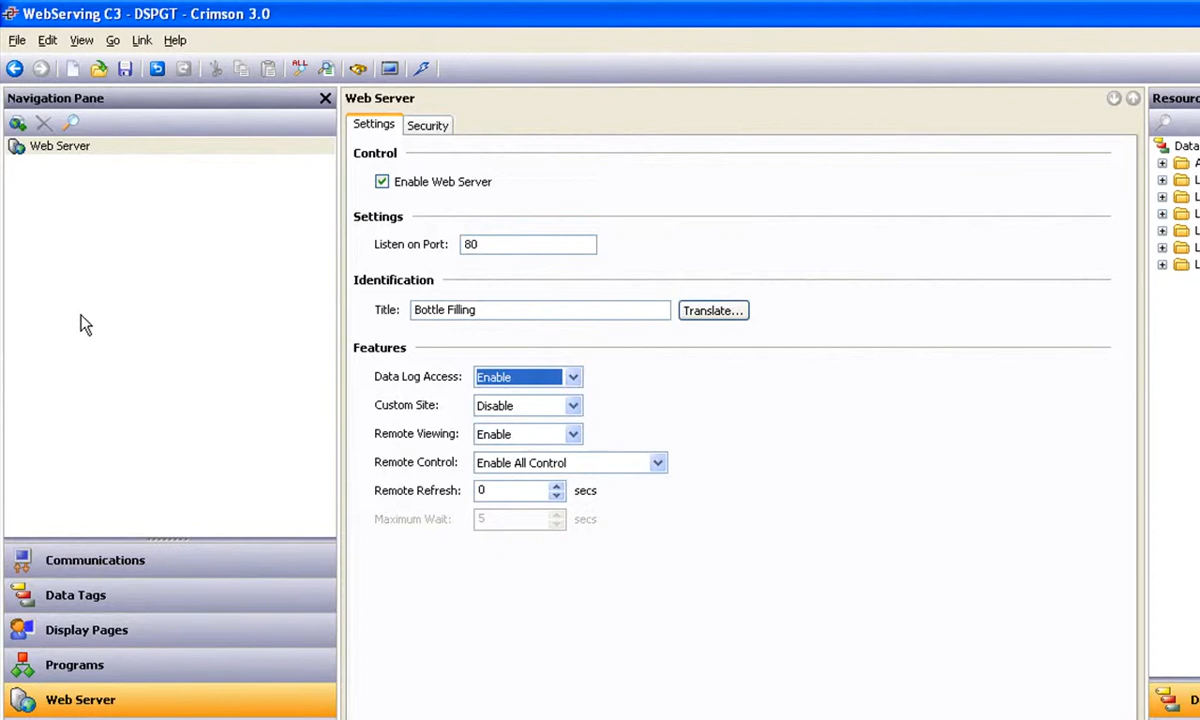 WebServing C3 - DSPGT - Crimson 3.0
File Edit View Go Link Help
ALL
Navigation Pane
Web Server
Web Server
Settings Security
Control
Enable Web Server
Settings
Listen on Port: 80
Identification
Title: Bottle Filling Translate...
Features
Data Log Access: Enable
Custom Site: Disable
Remote Viewing: Enable
Remote Control: Enable All Control
Remote Refresh: 0 secs
Maximum Wait: 5 secs
Communications
Data Tags
Display Pages
Programs
Web Server
Resourc
Data
A
L
L
L
L
L
L
D